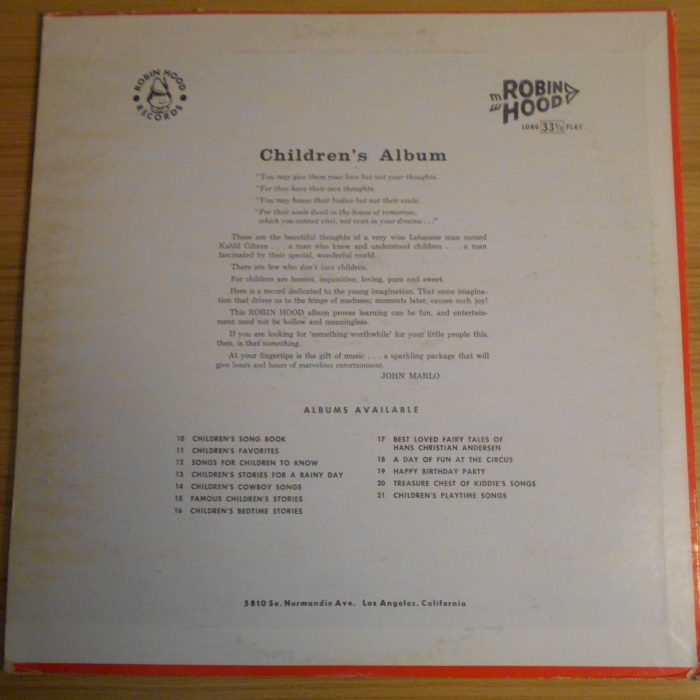 ROBIN HOOD
RECORDS
ROBIN
HOOD
LONG 33⅓ PLAY
Children's Album
"You may give them your love but not your thoughts.
"For they have their own thoughts.
"You may house their bodies but not their souls.
"For their souls dwell in the house of tomorrow,
which you cannot visit, not even in your dreams . . ."
These are the beautiful thoughts of a very wise Lebanese man named
Kahlil Gibran . . . a man who knew and understood children . . . a man
fascinated by their special, wonderful world.
There are few who don't love children.
For children are honest, inquisitive, loving, pure and sweet.
Here is a record dedicated to the young imagination. That same imagina-
tion that drives us to the fringe of madness; moments later, causes such joy!
This ROBIN HOOD album proves learning can be fun, and entertain-
ment need not be hollow and meaningless.
If you are looking for 'something worthwhile' for your little people this,
then, is that something.
At your fingertips is the gift of music . . . a sparkling package that will
give hours and hours of marvelous entertainment.
JOHN MARLO
ALBUMS AVAILABLE
10 CHILDREN'S SONG BOOK
11 CHILDREN'S FAVORITES
12 SONGS FOR CHILDREN TO KNOW
13 CHILDREN'S STORIES FOR A RAINY DAY
14 CHILDREN'S COWBOY SONGS
15 FAMOUS CHILDREN'S STORIES
16 CHILDREN'S BEDTIME STORIES
17 BEST LOVED FAIRY TALES OF
HANS CHRISTIAN ANDERSEN
18 A DAY OF FUN AT THE CIRCUS
19 HAPPY BIRTHDAY PARTY
20 TREASURE CHEST OF KIDDIE'S SONGS
21 CHILDREN'S PLAYTIME SONGS
5810 So. Normandie Ave. Los Angeles, California